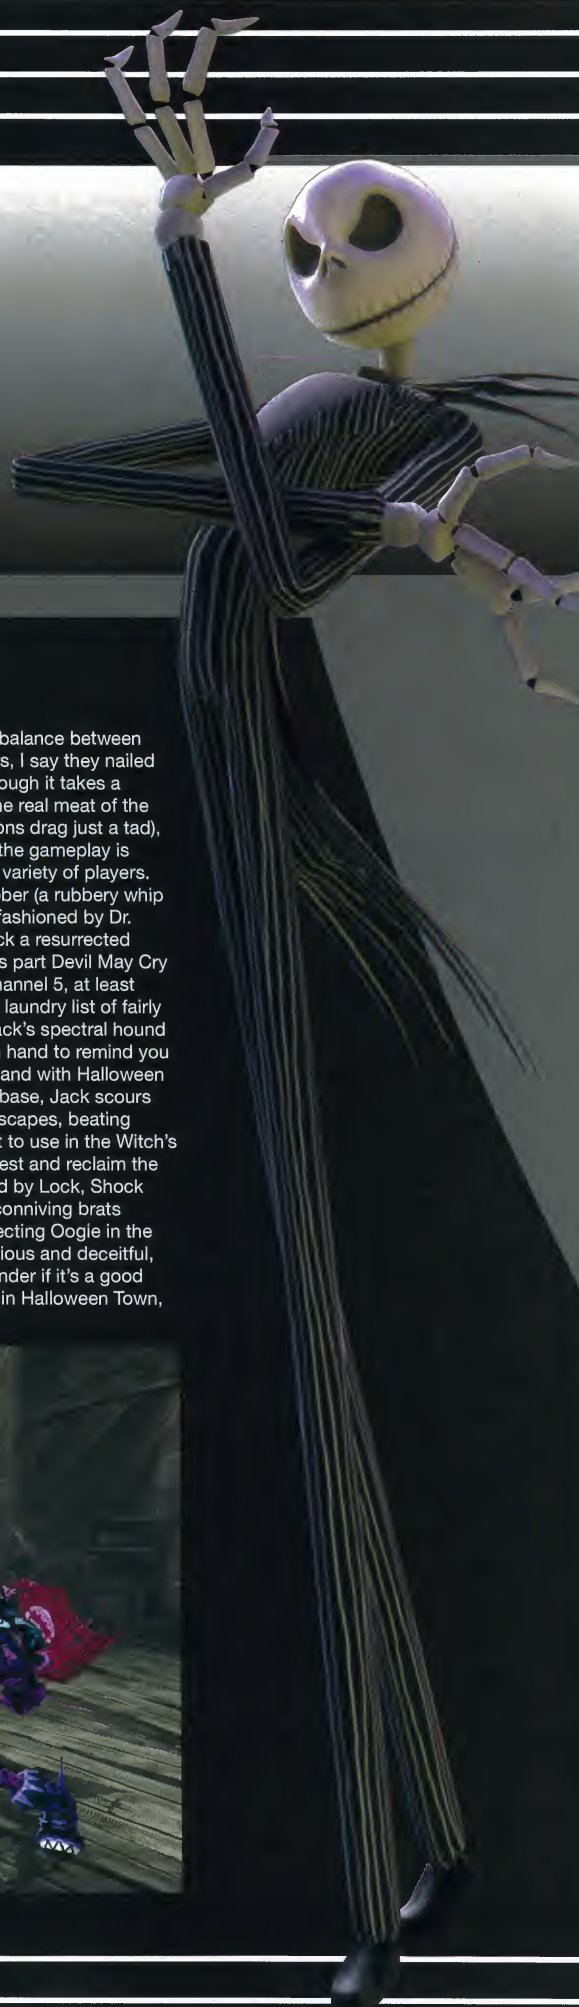 balance between
s, I say they nailed
ough it takes a
ne real meat of the
ons drag just a tad),
the gameplay is
variety of players.
ber (a rubbery whip
fashioned by Dr.
ck a resurrected
s part Devil May Cry
hannel 5, at least
laundry list of fairly
ack's spectral hound
hand to remind you
and with Halloween
base, Jack scours
scapes, beating
t to use in the Witch's
est and reclaim the
d by Lock, Shock
conniving brats
ecting Oogie in the
ious and deceitful,
nder if it's a good
in Halloween Town,